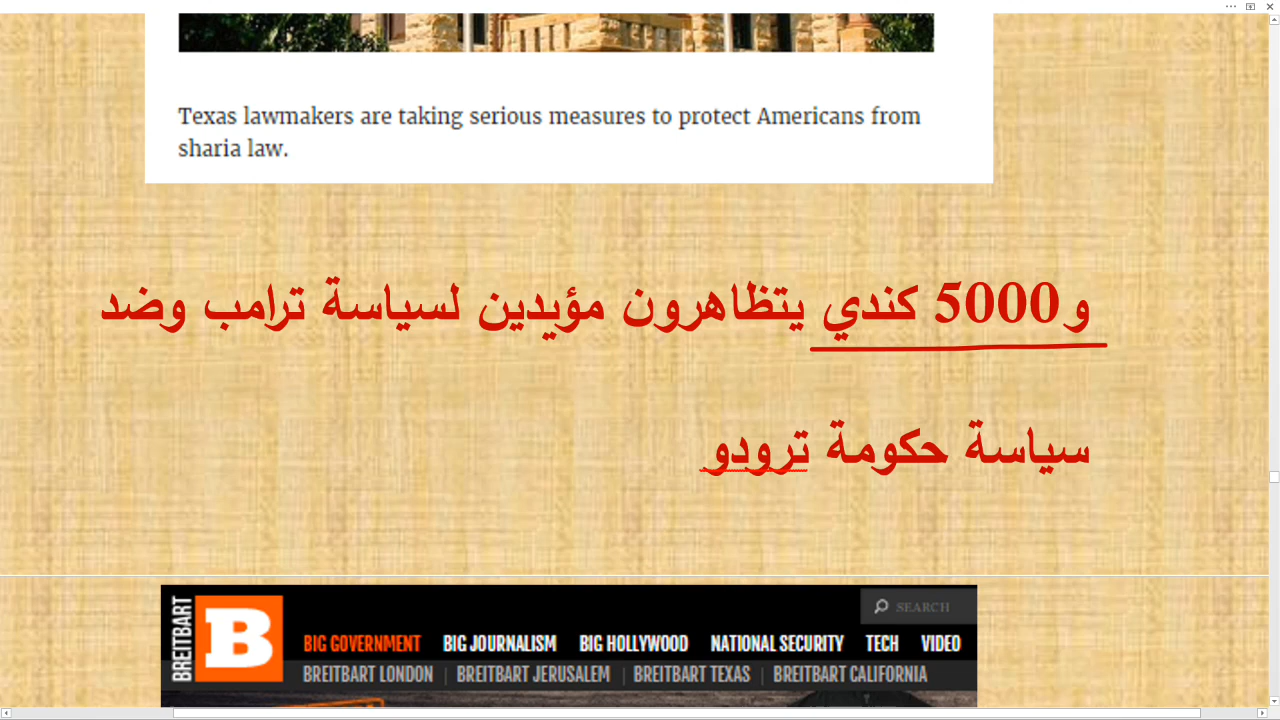 Texas lawmakers are taking serious measures to protect Americans from
sharia law.
و5000 كندي يتظاهرون مؤيدين لسياسة ترامب وضد
سياسة حكومة ترودو
SEARCH
BREITBART B BIG GOVERNMENT BIG JOURNALISM BIG HOLLYWOOD NATIONAL SECURITY TECH VIDEO
BREITBART LONDON | BREITBART JERUSALEM | BREITBART TEXAS | BREITBART CALIFORNIA